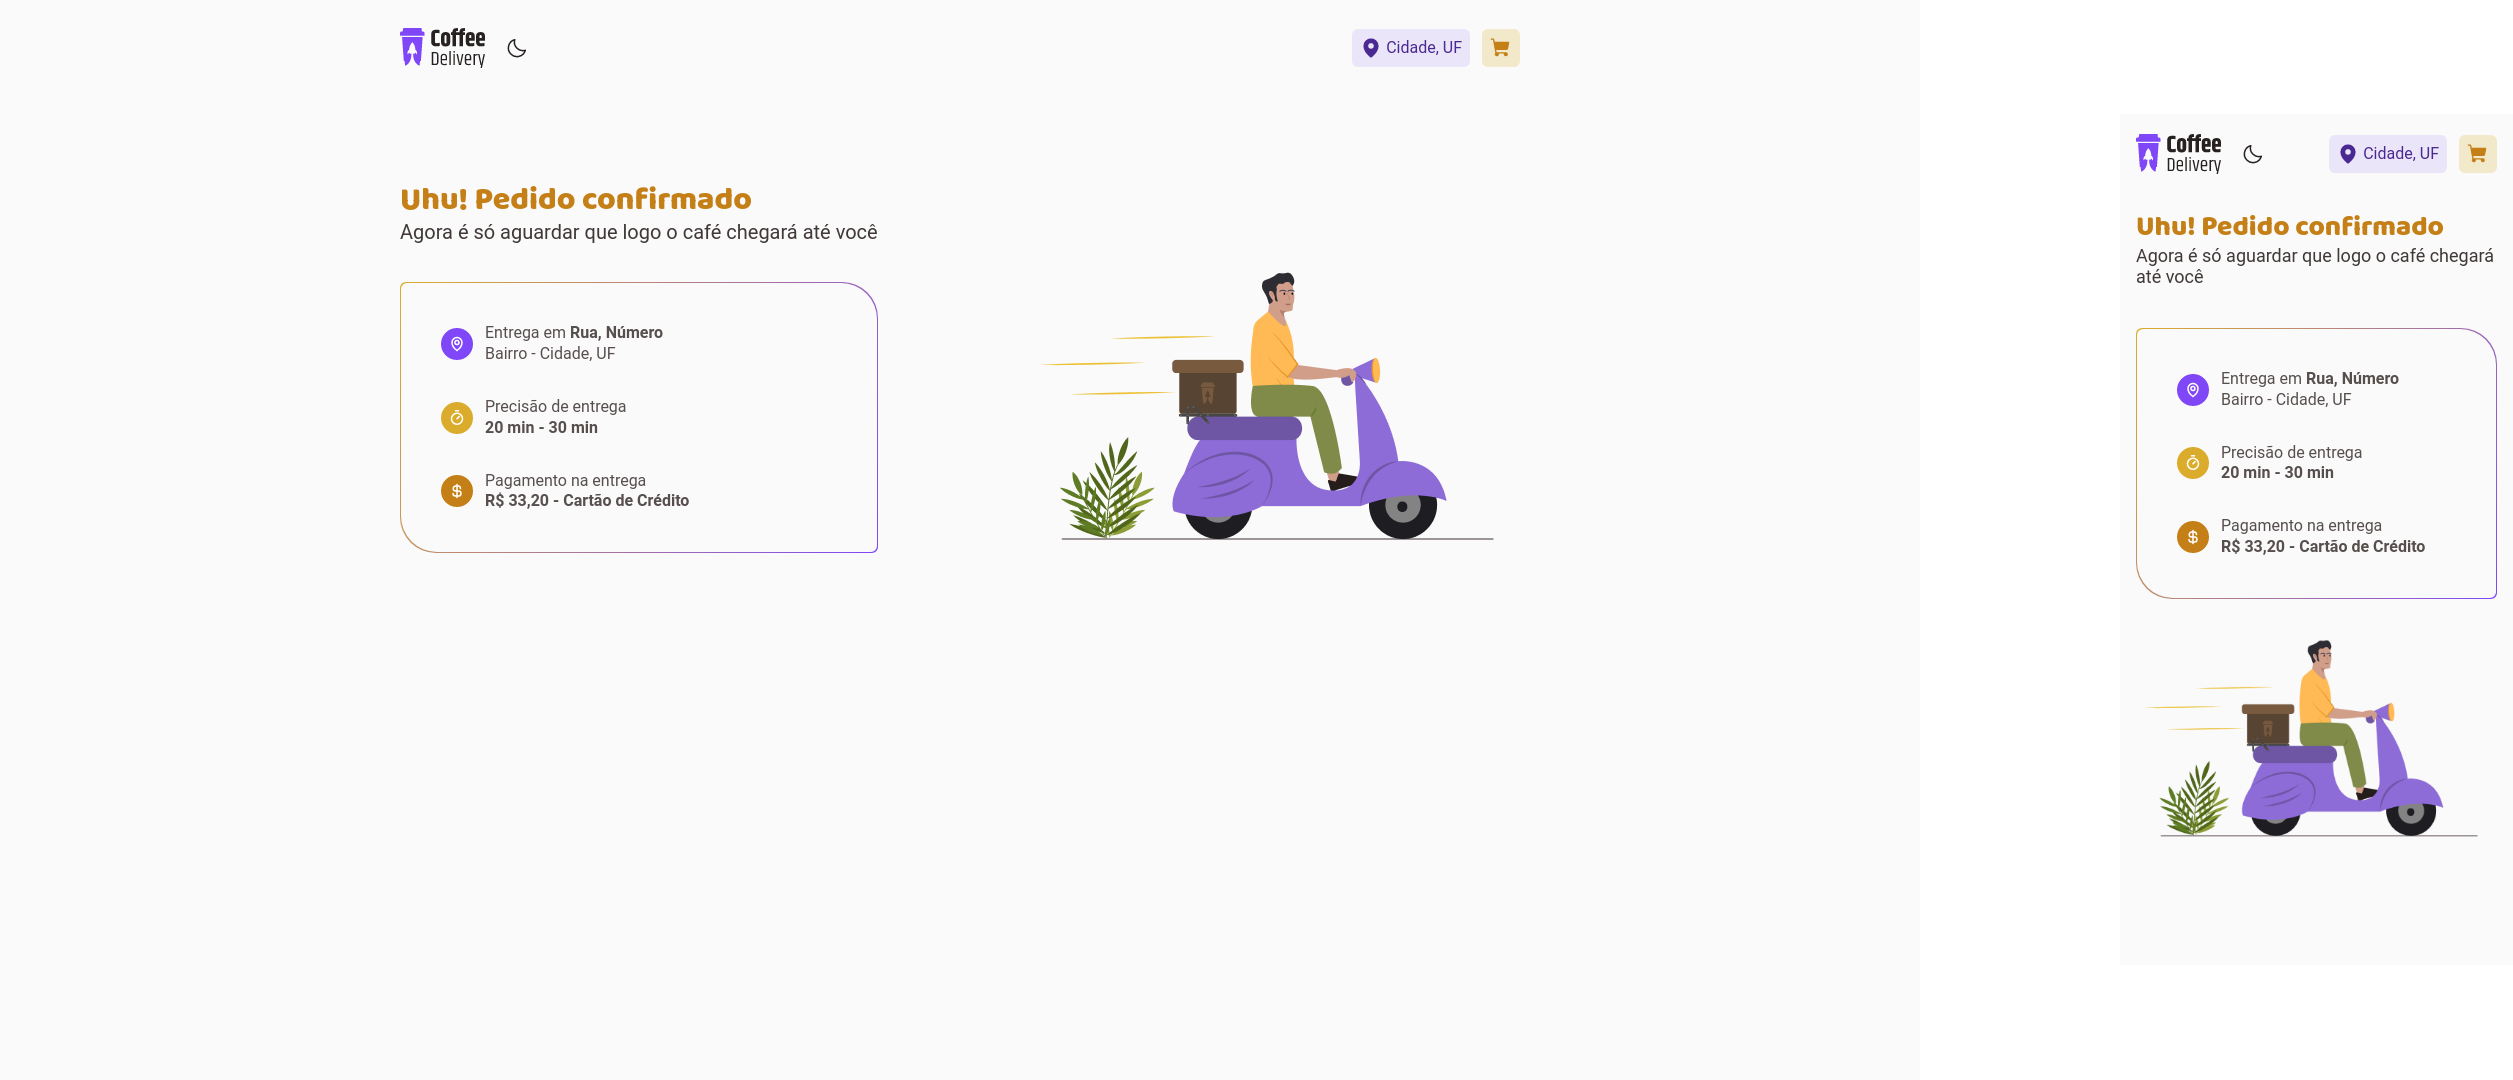 Coffee
Delivery
Cidade, UF
Uhu! Pedido confirmado
Agora é só aguardar que logo o café chegará até você
Entrega em Rua, Número
Bairro - Cidade, UF
Precisão de entrega
20 min - 30 min
Pagamento na entrega
R$ 33,20 - Cartão de Crédito
Coffee
Delivery
Cidade, UF
Uhu! Pedido confirmado
Agora é só aguardar que logo o café chegará
até você
Entrega em Rua, Número
Bairro - Cidade, UF
Precisão de entrega
20 min - 30 min
Pagamento na entrega
R$ 33,20 - Cartão de Crédito